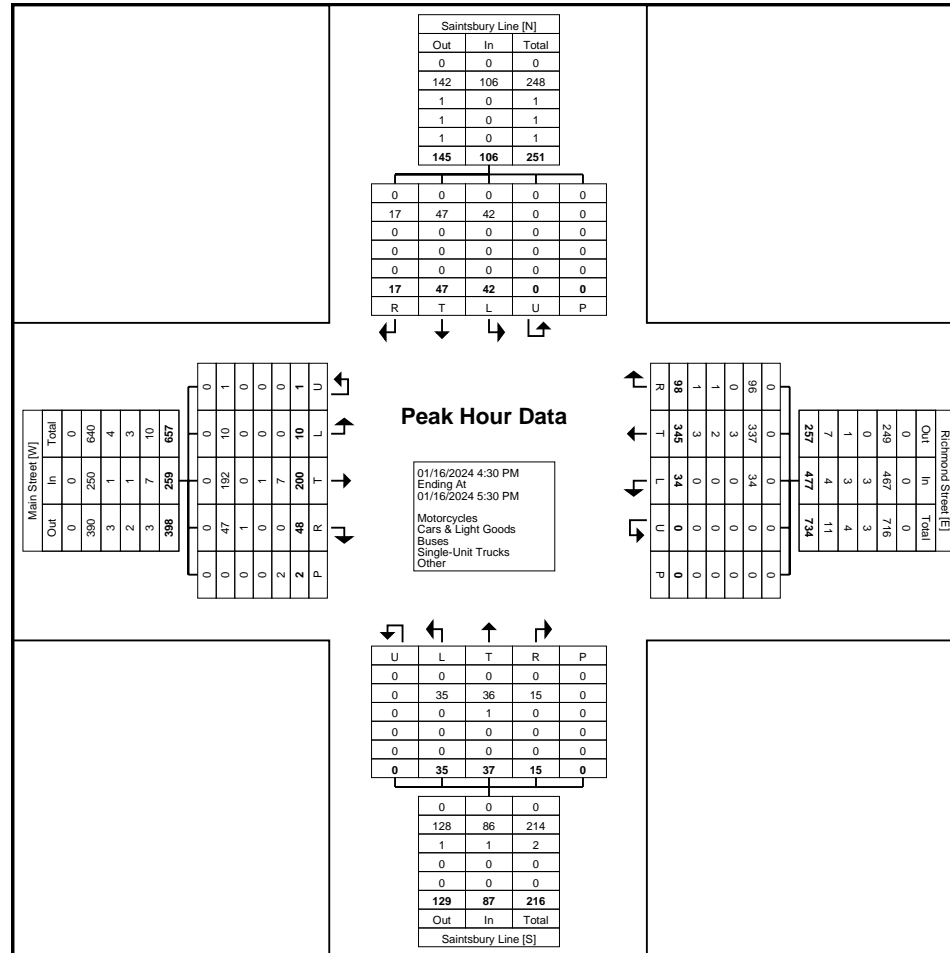 Saintsbury Line [N]
Out In Total
0 0 0
142 106 248
1 0 1
1 0 1
1 0 1
145 106 251
0 0 0 0 0
17 47 42 0 0
0 0 0 0 0
0 0 0 0 0
0 0 0 0 0
17 47 42 0 0
R T L U P
Main Street [W]
Total In Out
0 0 0
640 250 390
4 1 3
3 1 2
10 7 3
657 259 398
0 0 0 0 0
1 10 192 47 0
0 0 0 1 0
0 0 1 0 0
0 0 7 0 2
1 10 200 48 2
U L T R P
Peak Hour Data
01/16/2024 4:30 PM
Ending At
01/16/2024 5:30 PM
Motorcycles
Cars & Light Goods
Buses
Single-Unit Trucks
Other
Richmond Street [E]
Out In Total
0 0 0
249 467 716
0 3 3
1 3 4
7 4 11
257 477 734
0 0 0 0 0
96 337 34 0 0
0 3 0 0 0
1 2 0 0 0
1 3 0 0 0
98 345 34 0 0
R T L U P
U L T R P
0 0 0 0 0
0 35 36 15 0
0 0 1 0 0
0 0 0 0 0
0 0 0 0 0
0 35 37 15 0
0 0 0
128 86 214
1 1 2
0 0 0
0 0 0
129 87 216
Out In Total
Saintsbury Line [S]